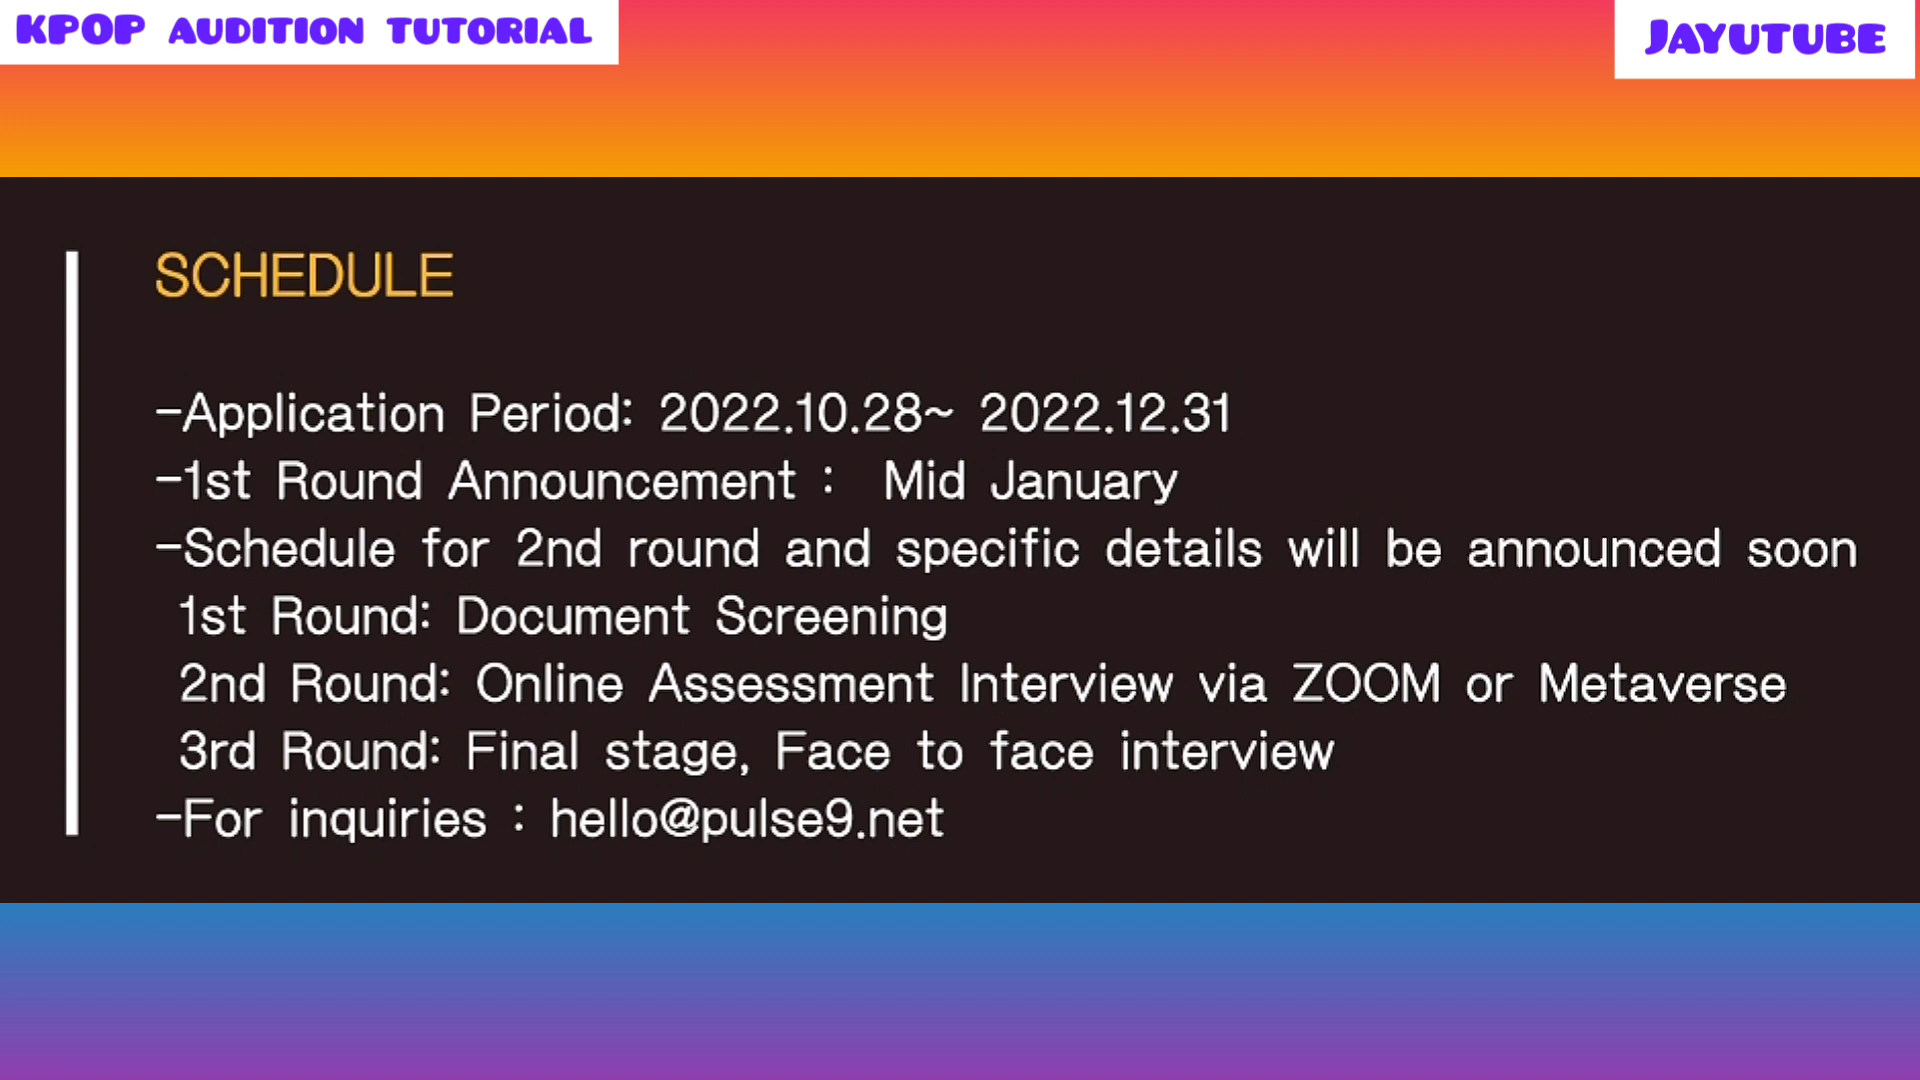 KPOP AUDITION TUTORIAL
JAYUTUBE
SCHEDULE
-Application Period: 2022.10.28~ 2022.12.31
-1st Round Announcement : Mid January
-Schedule for 2nd round and specific details will be announced soon
1st Round: Document Screening
2nd Round: Online Assessment Interview via ZOOM or Metaverse
3rd Round: Final stage, Face to face interview
-For inquiries : hello@pulse9.net